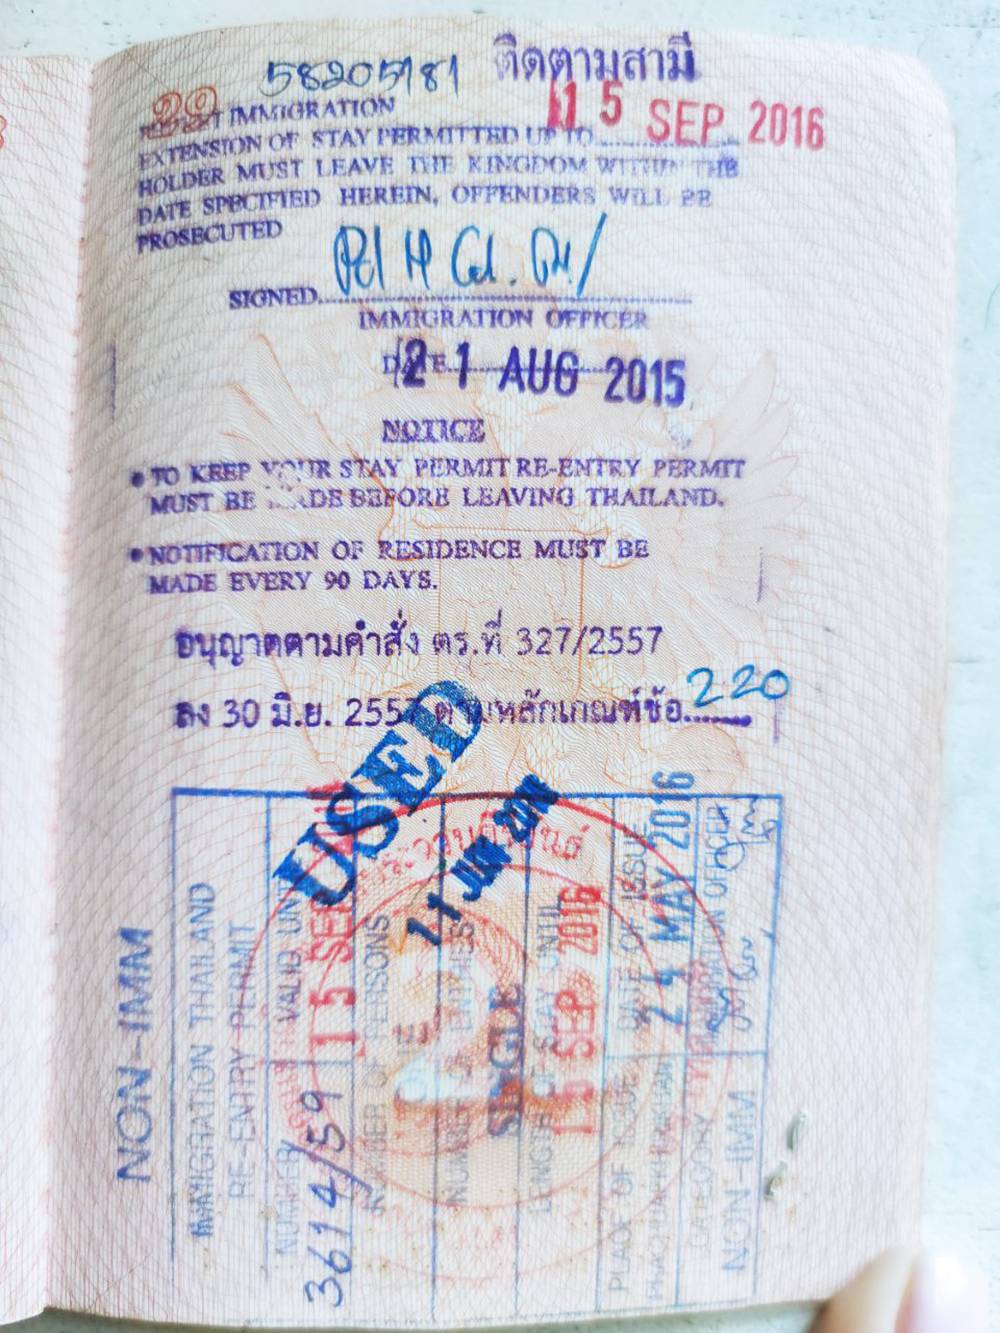 58205181 ติดตามสามี
22
IMMIGRATION
EXTENSION OF STAY PERMITTED UP TO 15 SEP 2016
HOLDER MUST LEAVE THE KINGDOM WITHIN THE
DATE SPECIFIED HEREIN, OFFENDERS WILL BE
PROSECUTED
SIGNED
IMMIGRATION OFFICER
DATE 21 AUG 2015
NOTICE
• TO KEEP YOUR STAY PERMIT RE-ENTRY PERMIT
MUST BE MADE BEFORE LEAVING THAILAND.
• NOTIFICATION OF RESIDENCE MUST BE
MADE EVERY 90 DAYS.
อนุญาตตามคำสั่ง ตร.ที่ 327/2557
ลง 30 มิ.ย. 2557 ตามหลักเกณฑ์ข้อ 220
USED
NON-IMM
IMMIGRATION THAILAND
RE-ENTRY PERMIT
NUMBER 3614/59
VALID UNTIL 15 SEP
NUMBER OF PERSONS
NUMBER OF ENTRIES SINGLE
LENGTH OF STAY UNTIL 15 SEP 2016
PLACE OF ISSUE
DATE OF ISSUE 24 MAY 2016
CATEGORY NON-IMM
IMMIGRATION OFFICER